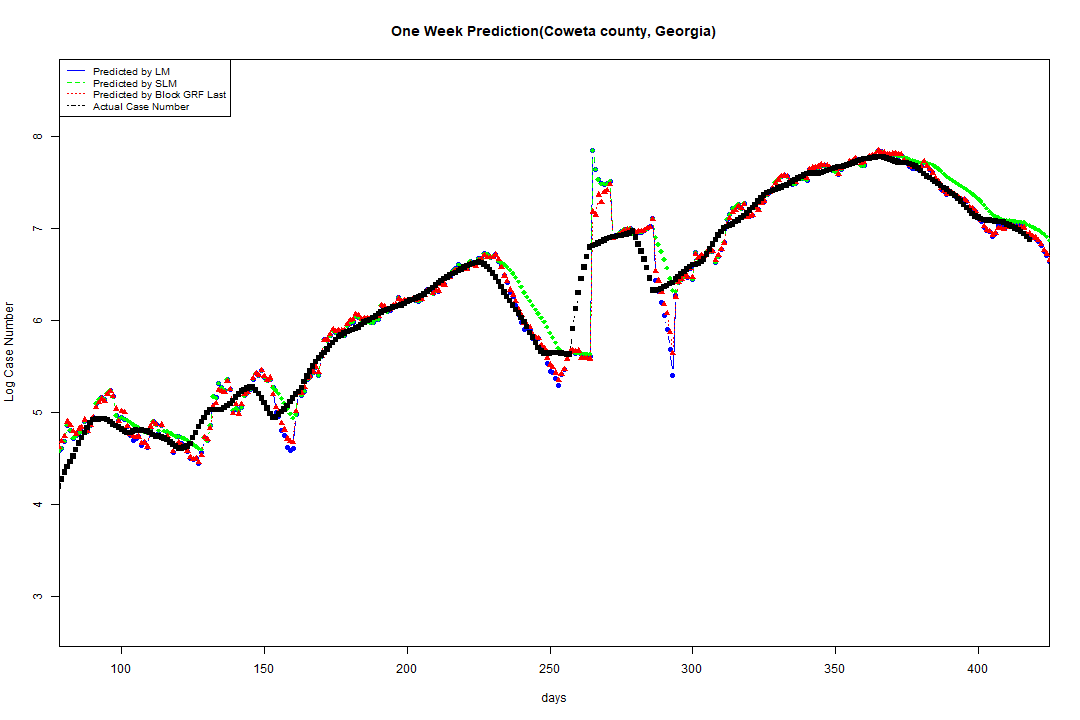 One Week Prediction(Coweta county, Georgia)
Predicted by LM
Predicted by SLM
Predicted by Block GRF Last
Actual Case Number
Log Case Number
8
7
6
5
4
3
100 150 200 250 300 350 400
days